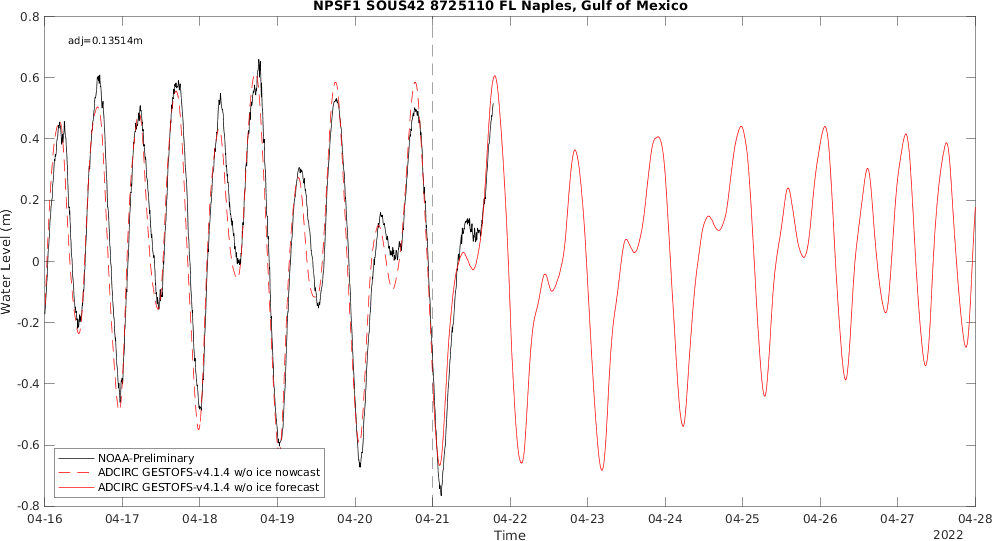 NPSF1 SOUS42 8725110 FL Naples, Gulf of Mexico
adj=0.13514m
0.8
0.6
0.4
0.2
0
-0.2
-0.4
-0.6
-0.8
Water Level (m)
NOAA-Preliminary
ADCIRC GESTOFS-v4.1.4 w/o ice nowcast
ADCIRC GESTOFS-v4.1.4 w/o ice forecast
04-16 04-17 04-18 04-19 04-20 04-21 04-22 04-23 04-24 04-25 04-26 04-27 04-28
Time
2022